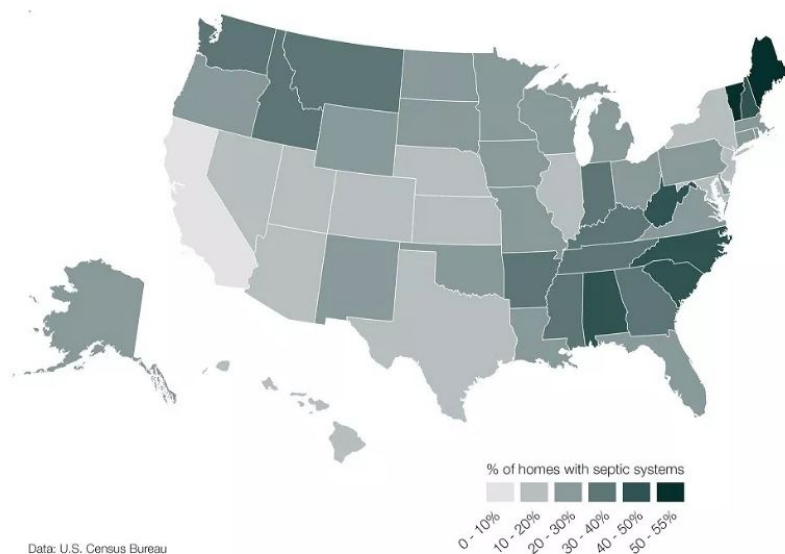 % of homes with septic systems
0 - 10%
10 - 20%
20 - 30%
30 - 40%
40 - 50%
50 - 55%
Data: U.S. Census Bureau